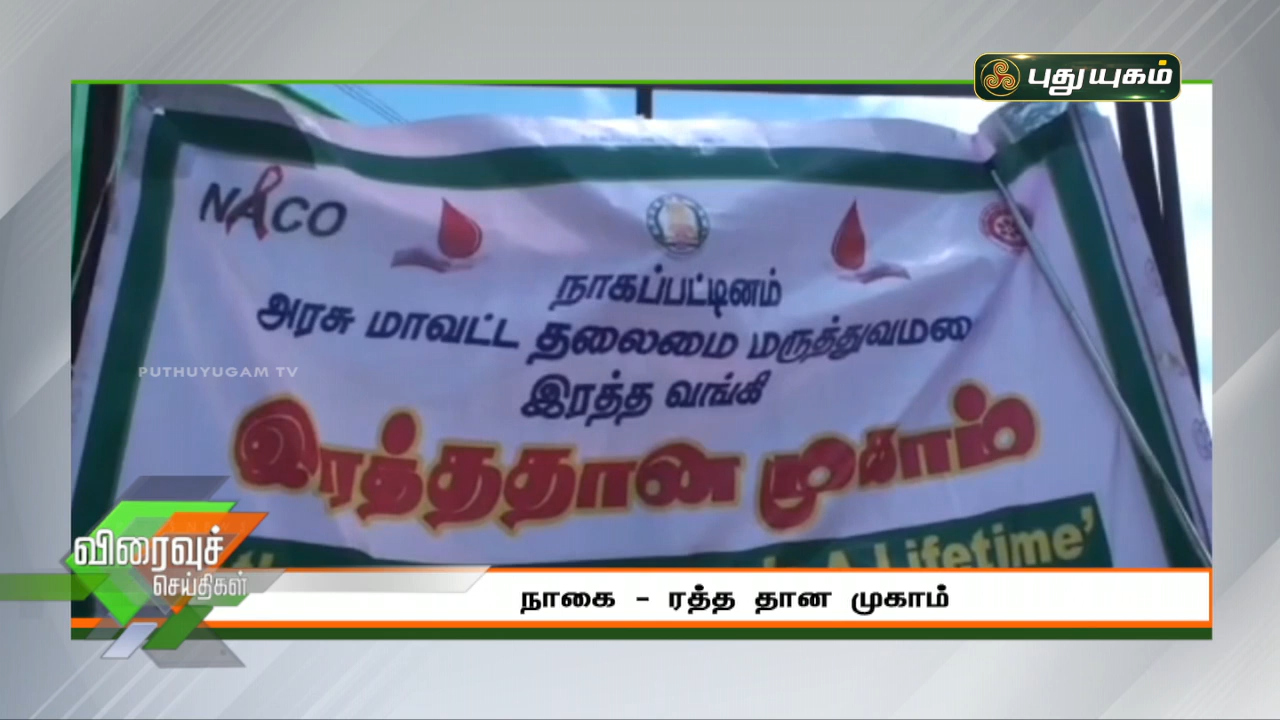 புதுயுகம்
NACO
நாகப்பட்டினம்
அரசு மாவட்ட தலைமை மருத்துவமனை
PUTHUYUGAM TV
இரத்த வங்கி
இரத்ததான முகாம்
A Lifetime’
விரைவுச்
செய்திகள்
நாகை - ரத்த தான முகாம்